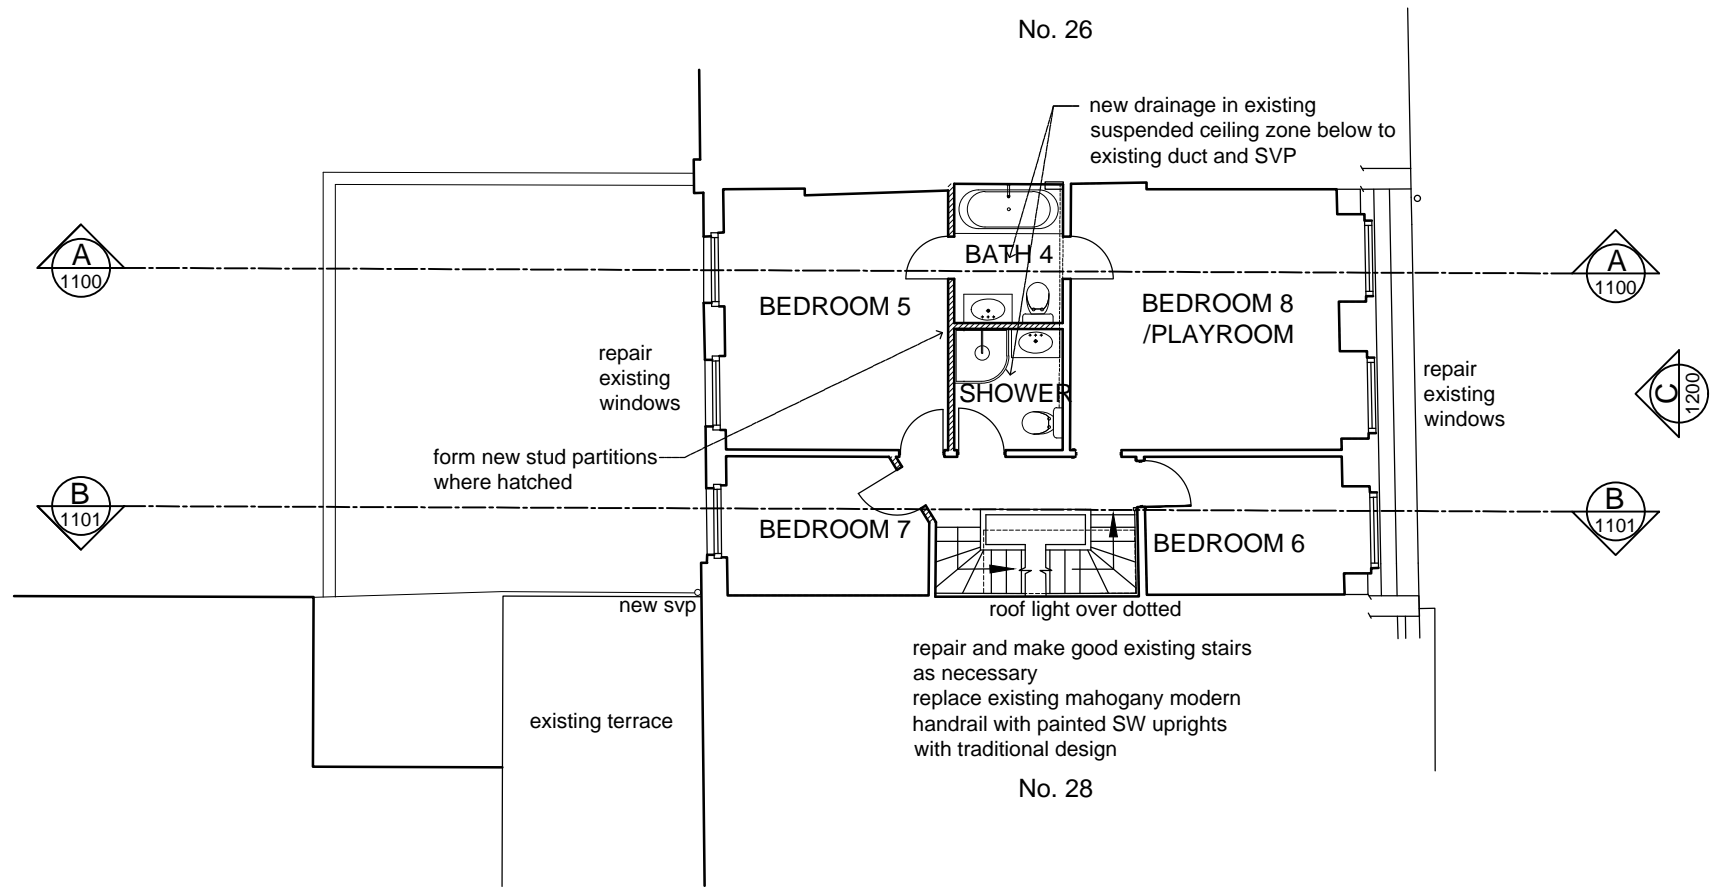 No. 26
new drainage in existing
suspended ceiling zone below to
existing duct and SVP
A
1100
BATH 4
A
1100
BEDROOM 5
BEDROOM 8
/PLAYROOM
repair
existing
windows
SHOWER
repair
existing
windows
C
1200
form new stud partitions
where hatched
B
1101
BEDROOM 7
BEDROOM 6
B
1101
new svp
roof light over dotted
repair and make good existing stairs
as necessary
replace existing mahogany modern
handrail with painted SW uprights
with traditional design
existing terrace
No. 28